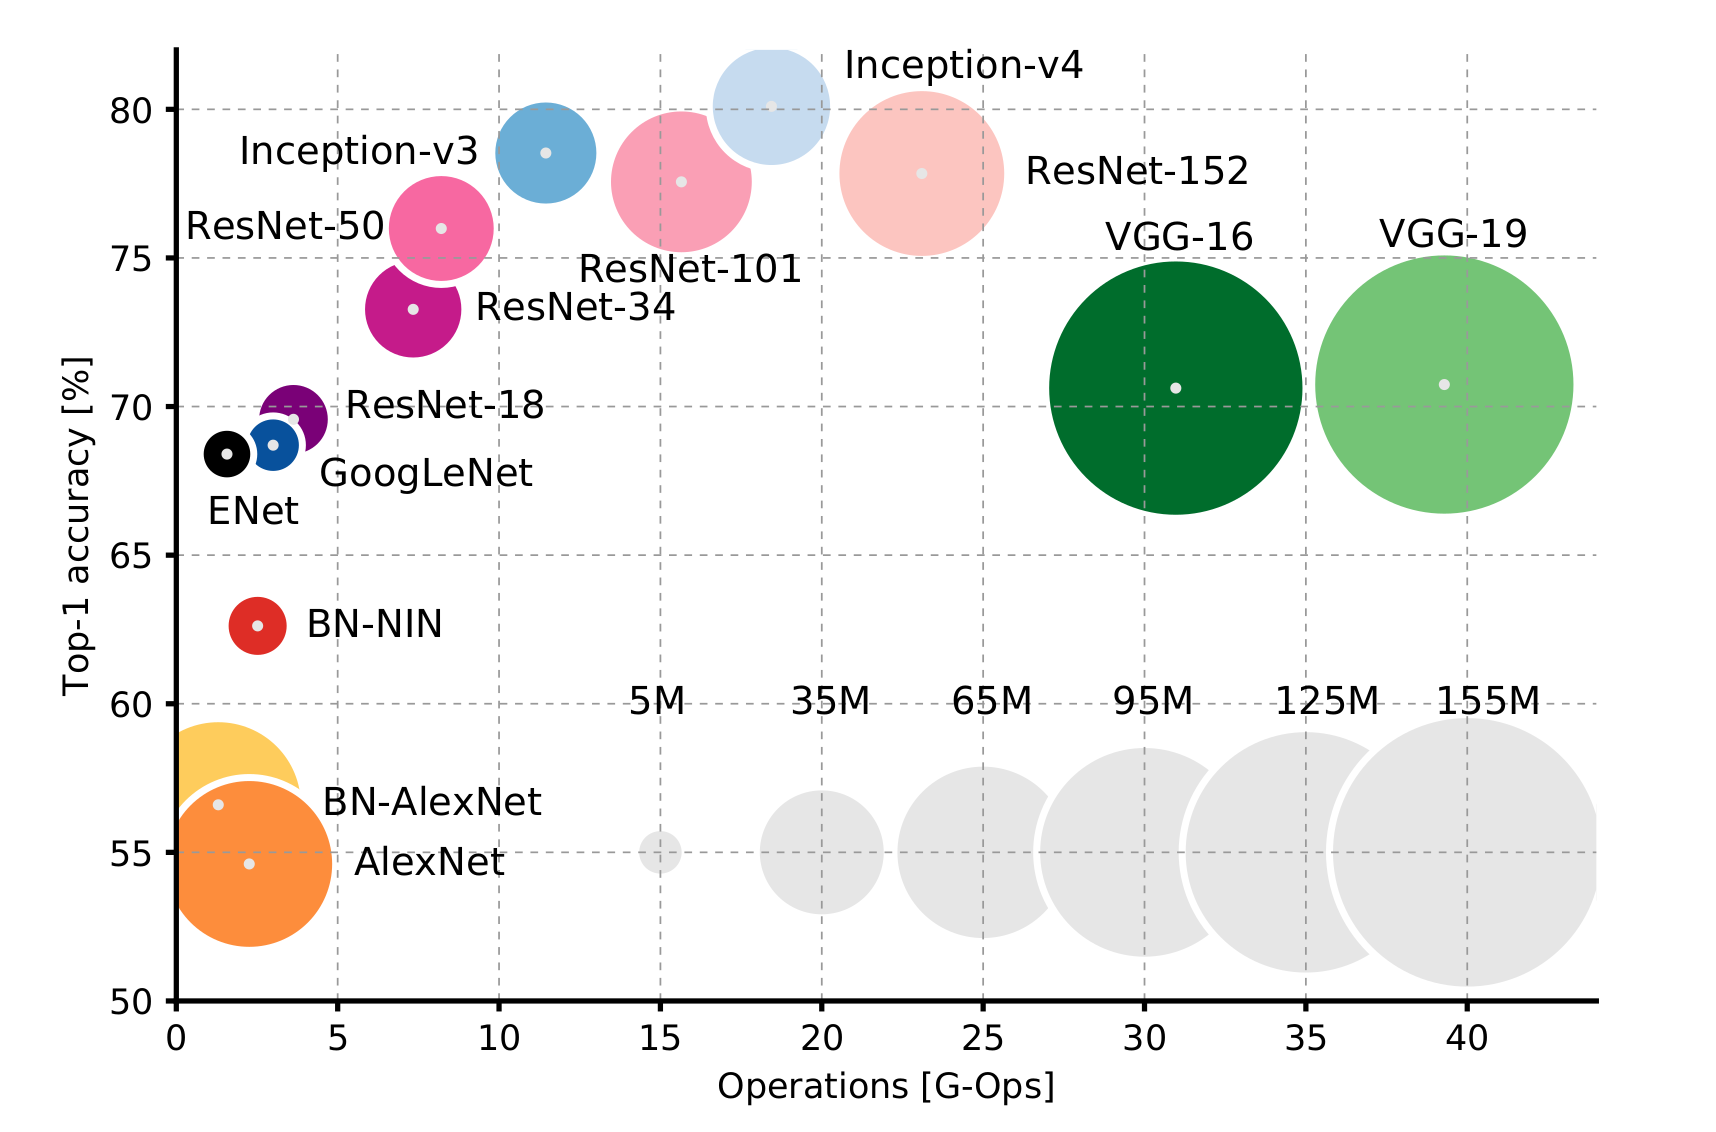 Inception-v4
80
Inception-v3
ResNet-152
ResNet-50
VGG-16
VGG-19
75
ResNet-101
ResNet-34
Top-1 accuracy [%]
70
ResNet-18
GoogLeNet
ENet
65
BN-NIN
60
5M 35M 65M 95M 125M 155M
BN-AlexNet
55
AlexNet
50
0 5 10 15 20 25 30 35 40
Operations [G-Ops]